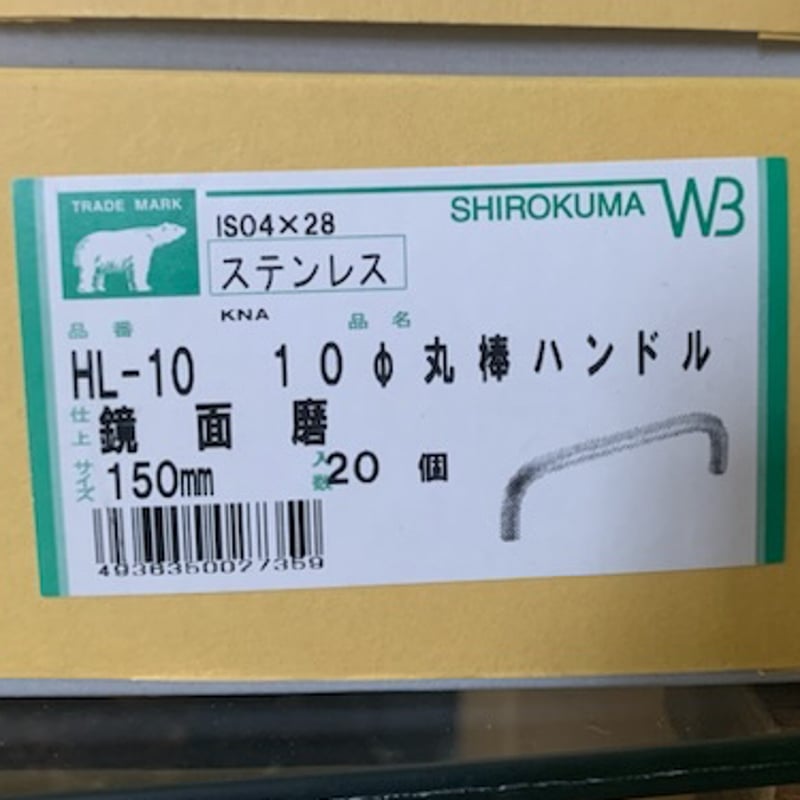 TRADE MARK
SHIROKUMA WB
ISO4×28
ステンレス
KNA
品番 品名
HL-10 10φ丸棒ハンドル
仕上 鏡面磨
サイズ 150mm 入数 20個
4936350027359